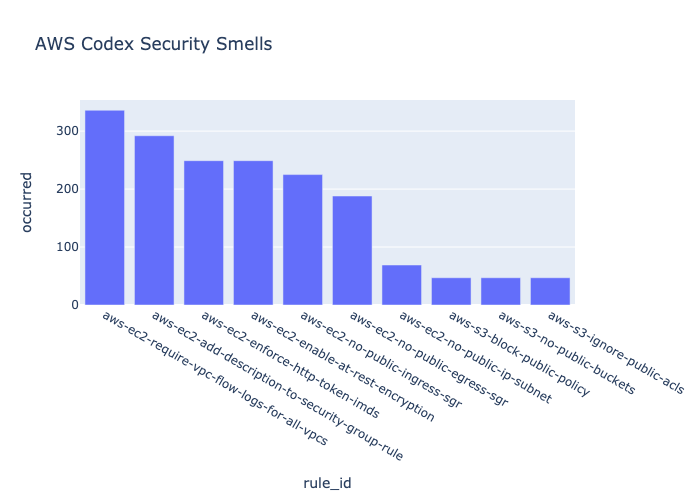 AWS Codex Security Smells
occurred
300
200
100
0
aws-ec2-require-vpc-flow-logs-for-all-vpcs
aws-ec2-add-description-to-security-group-rule
aws-ec2-enforce-http-token-imds
aws-ec2-enable-at-rest-encryption
aws-ec2-no-public-ingress-sgr
aws-ec2-no-public-egress-sgr
aws-ec2-no-public-ip-subnet
aws-s3-block-public-policy
aws-s3-no-public-buckets
aws-s3-ignore-public-acls
rule_id